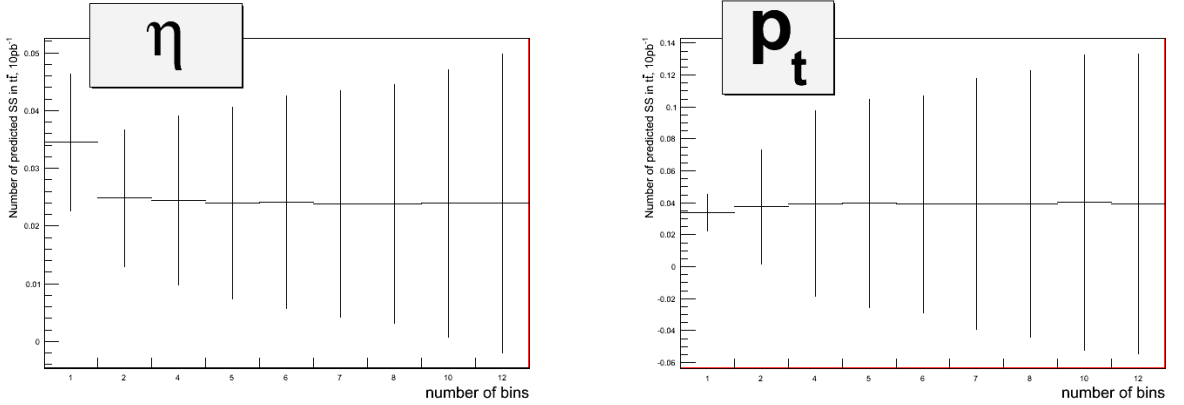 η
Number of predicted SS in tt̄, 10pb⁻¹
0.05
0.04
0.03
0.02
0.01
0
1 2 4 5 6 7 8 10 12
number of bins
pt
Number of predicted SS in tt̄, 10pb⁻¹
0.14
0.12
0.1
0.08
0.06
0.04
0.02
0
-0.02
-0.04
-0.06
1 2 4 5 6 7 8 10 12
number of bins